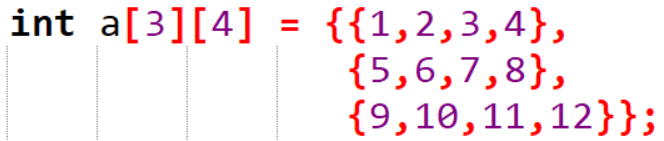 int a[3][4] = {{1,2,3,4},
{5,6,7,8},
{9,10,11,12}};